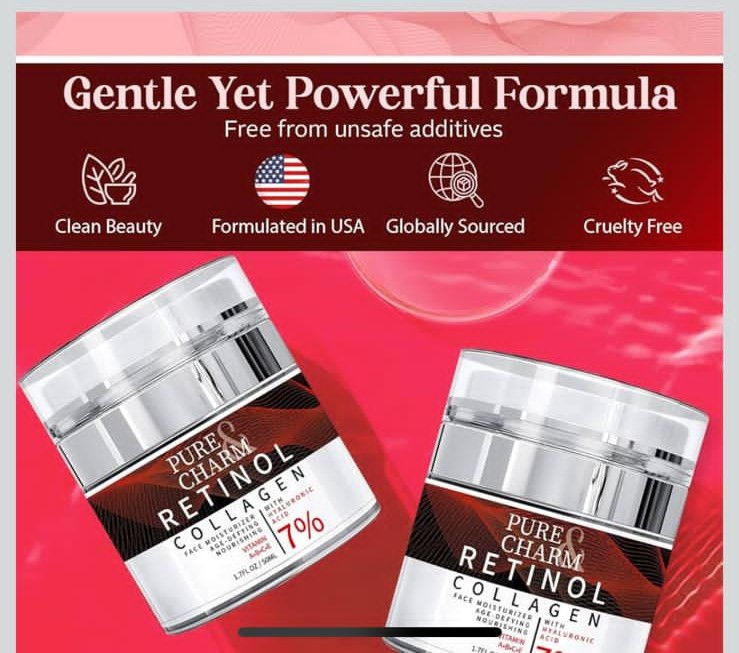 Gentle Yet Powerful Formula
Free from unsafe additives
Clean Beauty
Formulated in USA
Globally Sourced
Cruelty Free
PURE &
CHARM
RETINOL
COLLAGEN
FACE MOISTURIZER
AGE-DEFYING
NOURISHING
VITAMIN
A+B+C+E
WITH
HYALURONIC
ACID
7%
1.7FL OZ / 50ML
PURE &
CHARM
RETINOL
COLLAGEN
FACE MOISTURIZER
AGE-DEFYING
NOURISHING
WITH
HYALURONIC
ACID